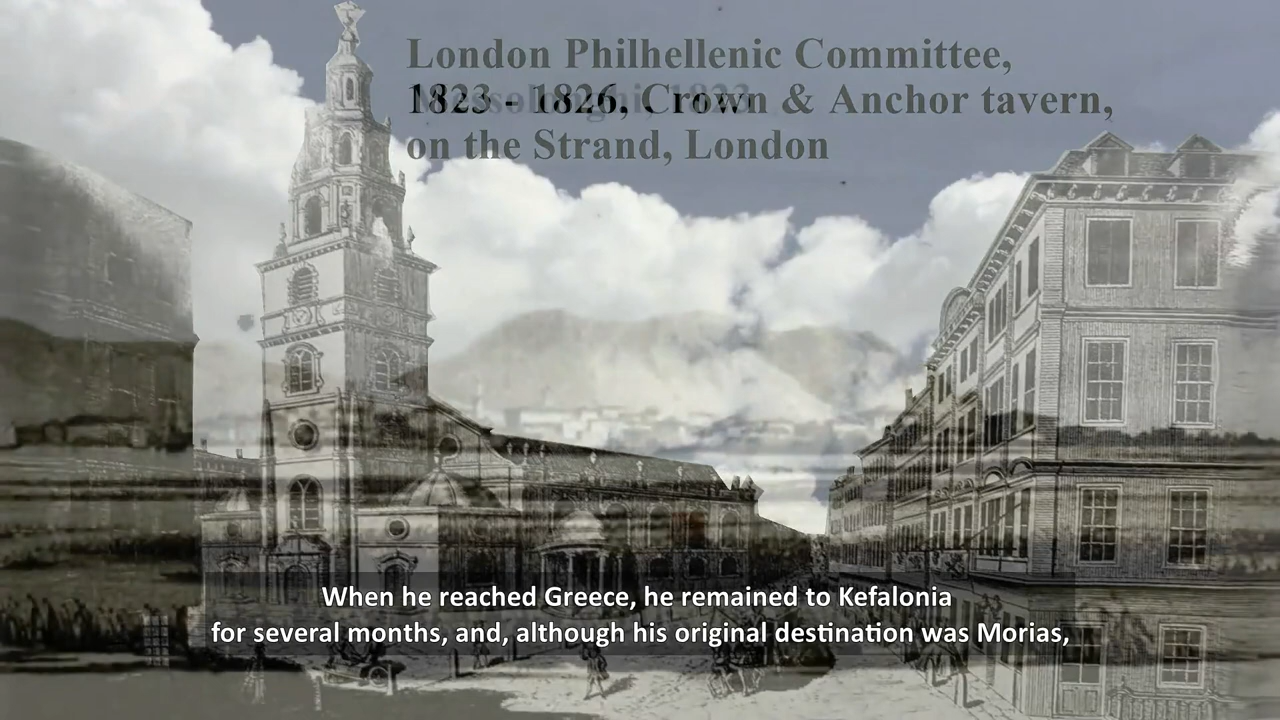 London Philhellenic Committee,
1823 - 1826, Crown & Anchor tavern,
on the Strand, London
When he reached Greece, he remained to Kefalonia
for several months, and, although his original destination was Morias,